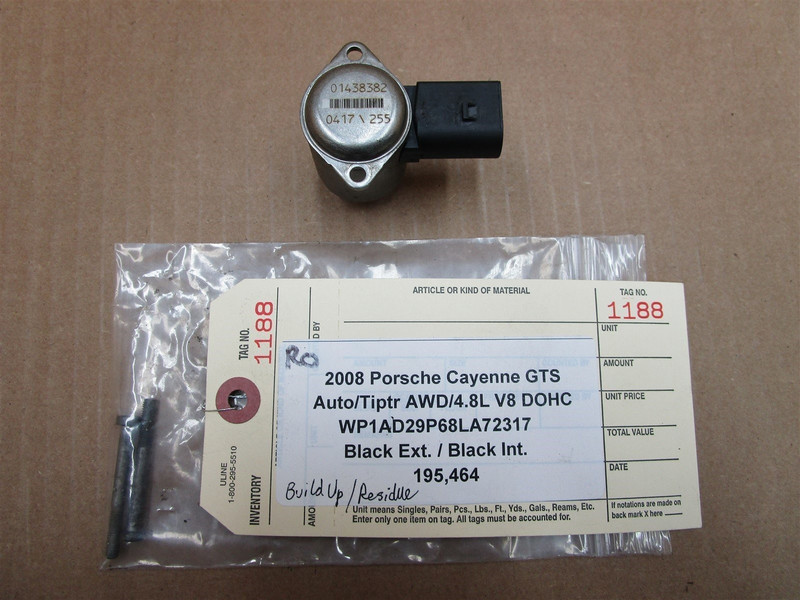 01438382
0417 \ 255
ARTICLE OR KIND OF MATERIAL
TAG NO.
1188
TAG NO.
1188
D BY
UNIT
RO
2008 Porsche Cayenne GTS
Auto/Tiptr AWD/4.8L V8 DOHC
WP1AD29P68LA72317
Black Ext. / Black Int.
195,464
Build Up/Residue
AMOUNT
UNIT PRICE
TOTAL VALUE
DATE
ULINE
1-800-295-5510
INVENTORY
AMO
Unit means Singles, Pairs, Pcs., Lbs., Ft., Yds., Gals., Reams, Etc.
Enter only one item on tag. All tags must be accounted for.
If notations are made on
back mark X here